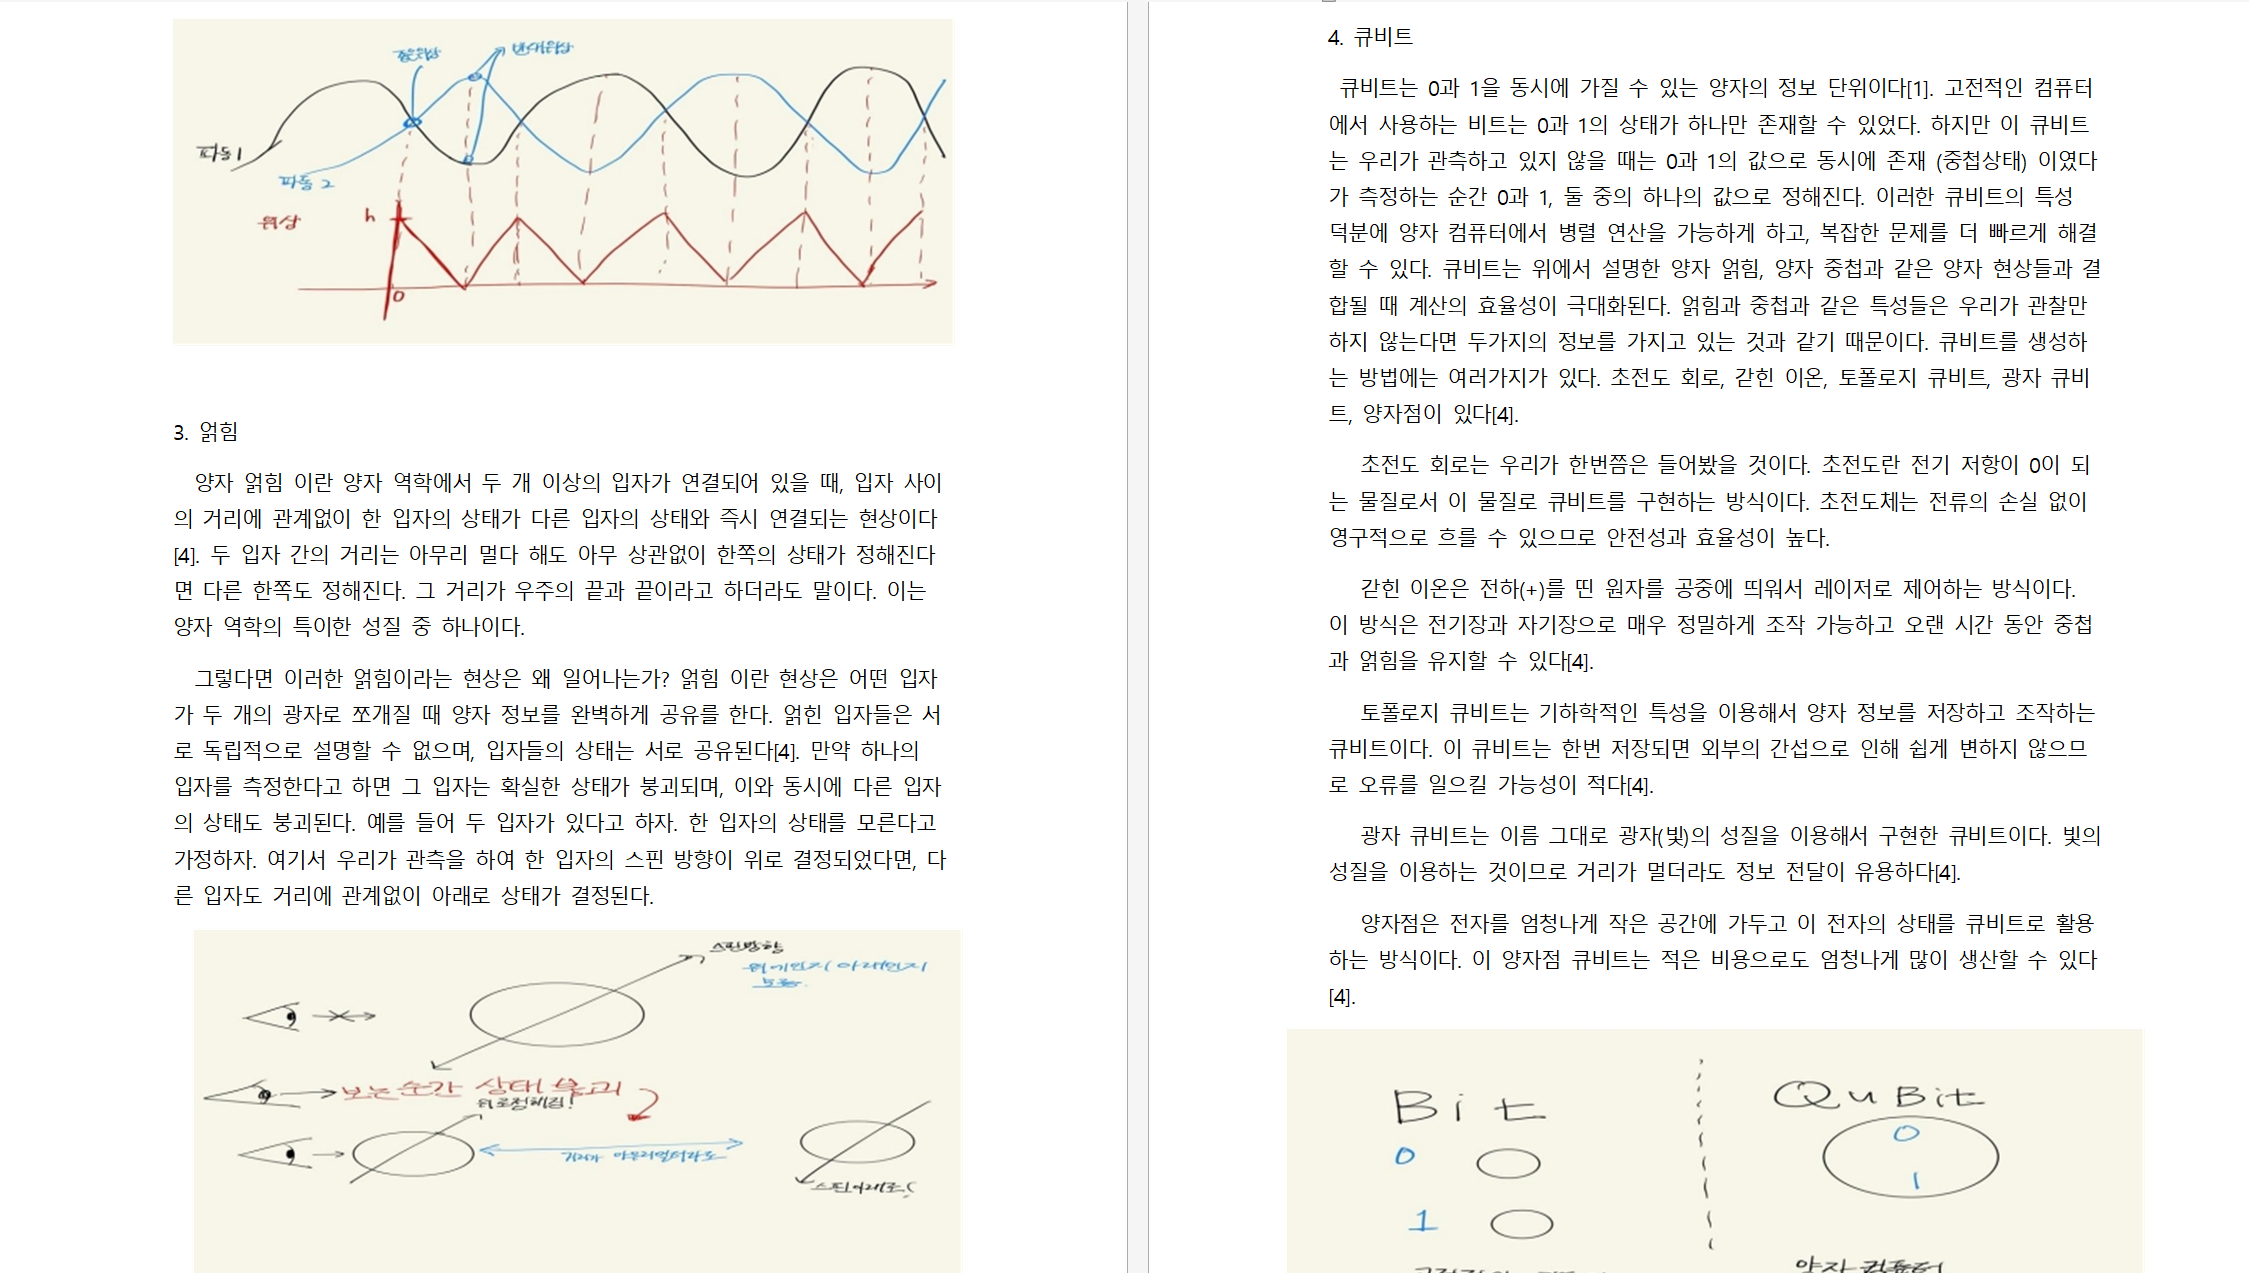 파동1
파동 2
반대위상
위상
h
0
3. 얽힘
양자 얽힘 이란 양자 역학에서 두 개 이상의 입자가 연결되어 있을 때, 입자 사이
의 거리에 관계없이 한 입자의 상태가 다른 입자의 상태와 즉시 연결되는 현상이다
[4]. 두 입자 간의 거리는 아무리 멀다 해도 아무 상관없이 한쪽의 상태가 정해진다
면 다른 한쪽도 정해진다. 그 거리가 우주의 끝과 끝이라고 하더라도 말이다. 이는
양자 역학의 특이한 성질 중 하나이다.
그렇다면 이러한 얽힘이라는 현상은 왜 일어나는가? 얽힘 이란 현상은 어떤 입자
가 두 개의 광자로 쪼개질 때 양자 정보를 완벽하게 공유를 한다. 얽힌 입자들은 서
로 독립적으로 설명할 수 없으며, 입자들의 상태는 서로 공유된다[4]. 만약 하나의
입자를 측정한다고 하면 그 입자는 확실한 상태가 붕괴되며, 이와 동시에 다른 입자
의 상태도 붕괴된다. 예를 들어 두 입자가 있다고 하자. 한 입자의 상태를 모른다고
가정하자. 여기서 우리가 관측을 하여 한 입자의 스핀 방향이 위로 결정되었다면, 다
른 입자도 거리에 관계없이 아래로 상태가 결정된다.
스핀방향
위에인지 아래인지
모름.
보는순간 상태 붕괴
위로정해짐!
거리가 아무리멀더라도
스핀아래로!
4. 큐비트
큐비트는 0과 1을 동시에 가질 수 있는 양자의 정보 단위이다[1]. 고전적인 컴퓨터
에서 사용하는 비트는 0과 1의 상태가 하나만 존재할 수 있었다. 하지만 이 큐비트
는 우리가 관측하고 있지 않을 때는 0과 1의 값으로 동시에 존재 (중첩상태) 이였다
가 측정하는 순간 0과 1, 둘 중의 하나의 값으로 정해진다. 이러한 큐비트의 특성
덕분에 양자 컴퓨터에서 병렬 연산을 가능하게 하고, 복잡한 문제를 더 빠르게 해결
할 수 있다. 큐비트는 위에서 설명한 양자 얽힘, 양자 중첩과 같은 양자 현상들과 결
합될 때 계산의 효율성이 극대화된다. 얽힘과 중첩과 같은 특성들은 우리가 관찰만
하지 않는다면 두가지의 정보를 가지고 있는 것과 같기 때문이다. 큐비트를 생성하
는 방법에는 여러가지가 있다. 초전도 회로, 갇힌 이온, 토폴로지 큐비트, 광자 큐비
트, 양자점이 있다[4].
초전도 회로는 우리가 한번쯤은 들어봤을 것이다. 초전도란 전기 저항이 0이 되
는 물질로서 이 물질로 큐비트를 구현하는 방식이다. 초전도체는 전류의 손실 없이
영구적으로 흐를 수 있으므로 안전성과 효율성이 높다.
갇힌 이온은 전하(+)를 띤 원자를 공중에 띄워서 레이저로 제어하는 방식이다.
이 방식은 전기장과 자기장으로 매우 정밀하게 조작 가능하고 오랜 시간 동안 중첩
과 얽힘을 유지할 수 있다[4].
토폴로지 큐비트는 기하학적인 특성을 이용해서 양자 정보를 저장하고 조작하는
큐비트이다. 이 큐비트는 한번 저장되면 외부의 간섭으로 인해 쉽게 변하지 않으므
로 오류를 일으킬 가능성이 적다[4].
광자 큐비트는 이름 그대로 광자(빛)의 성질을 이용해서 구현한 큐비트이다. 빛의
성질을 이용하는 것이므로 거리가 멀더라도 정보 전달이 유용하다[4].
양자점은 전자를 엄청나게 작은 공간에 가두고 이 전자의 상태를 큐비트로 활용
하는 방식이다. 이 양자점 큐비트는 적은 비용으로도 엄청나게 많이 생산할 수 있다
[4].
Bit
0
1
QuBit
0
1
양자 컴퓨터